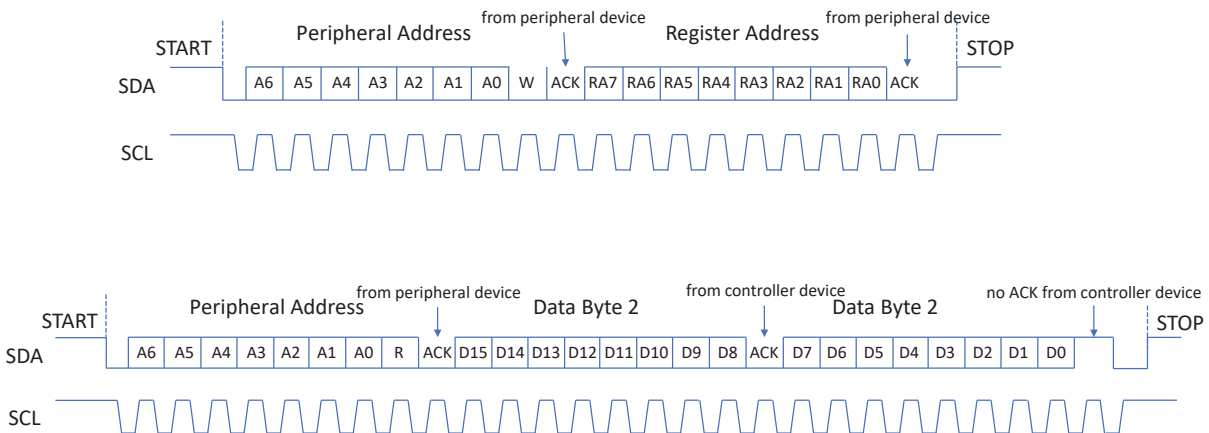 from peripheral device from peripheral device
Peripheral Address Register Address
START STOP
SDA A6 A5 A4 A3 A2 A1 A0 W ACK RA7 RA6 RA5 RA4 RA3 RA2 RA1 RA0 ACK
SCL
from peripheral device from controller device no ACK from controller device
Peripheral Address Data Byte 2 Data Byte 2
START STOP
SDA A6 A5 A4 A3 A2 A1 A0 R ACK D15 D14 D13 D12 D11 D10 D9 D8 ACK D7 D6 D5 D4 D3 D2 D1 D0
SCL